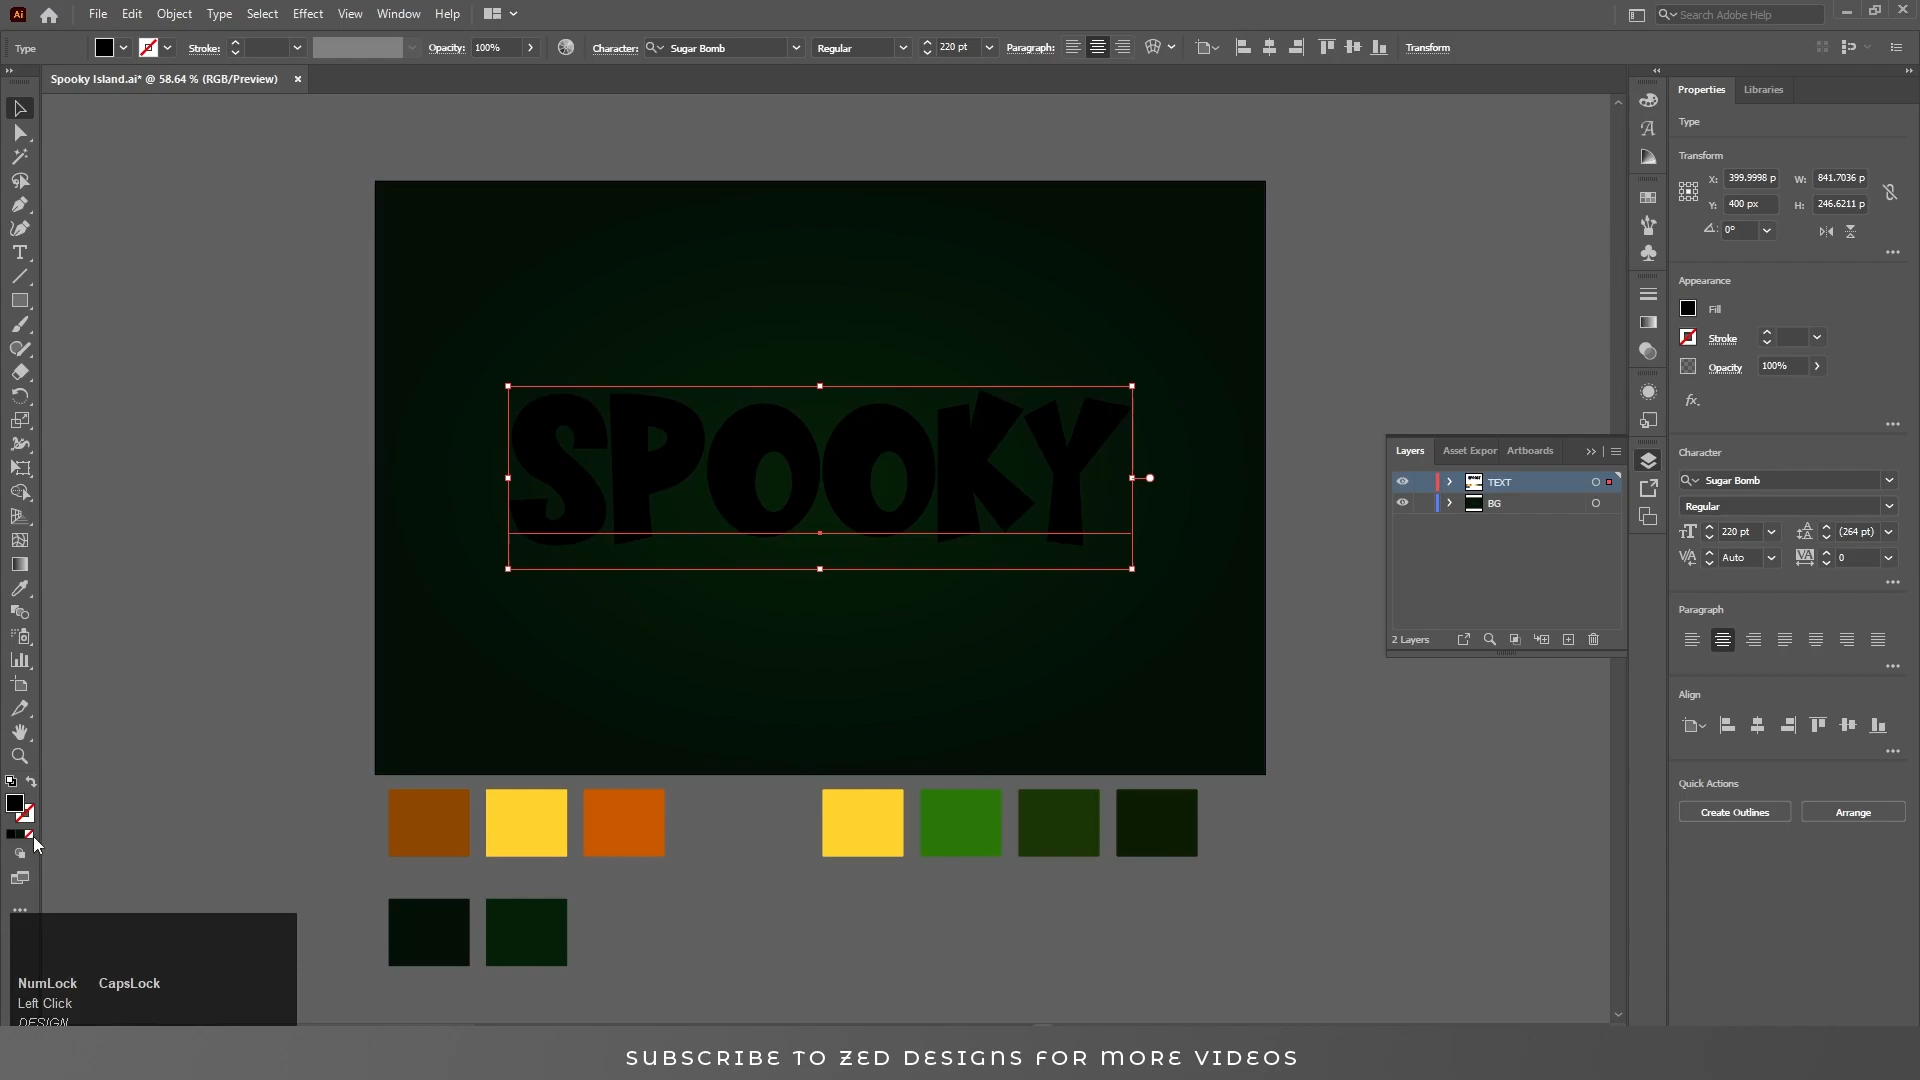 Ai File Edit Object Type Select Effect View Window Help Search Adobe Help
Type Stroke: Opacity: 100% Character: Sugar Bomb Regular 220 pt Paragraph: Transform
Spooky Island.ai* @ 58.64 % (RGB/Preview) ×
Properties Libraries
Type
Transform
X: 399.9998 p W: 841.7036 p
Y: 400 px H: 246.6211 p
0°
Appearance
Fill
Stroke
Opacity 100%
fx.
SPOOKY
Layers Asset Expor Artboards
TEXT
BG
2 Layers
Character
Sugar Bomb
Regular
220 pt (264 pt)
Auto 0
Paragraph
Align
Quick Actions
Create Outlines Arrange
NumLock CapsLock
Left Click
DESIGN
SUBSCRIBE TO ZED DESIGNS FOR MORE VIDEOS